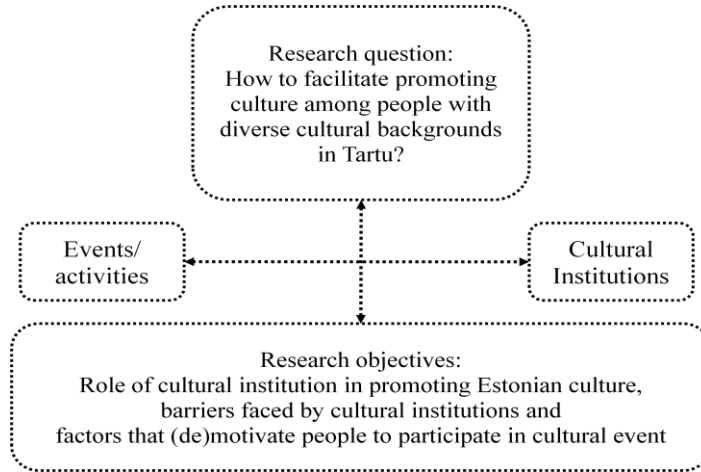 Research question:
How to facilitate promoting
culture among people with
diverse cultural backgrounds
in Tartu?
Events/
activities
Cultural
Institutions
Research objectives:
Role of cultural institution in promoting Estonian culture,
barriers faced by cultural institutions and
factors that (de)motivate people to participate in cultural event